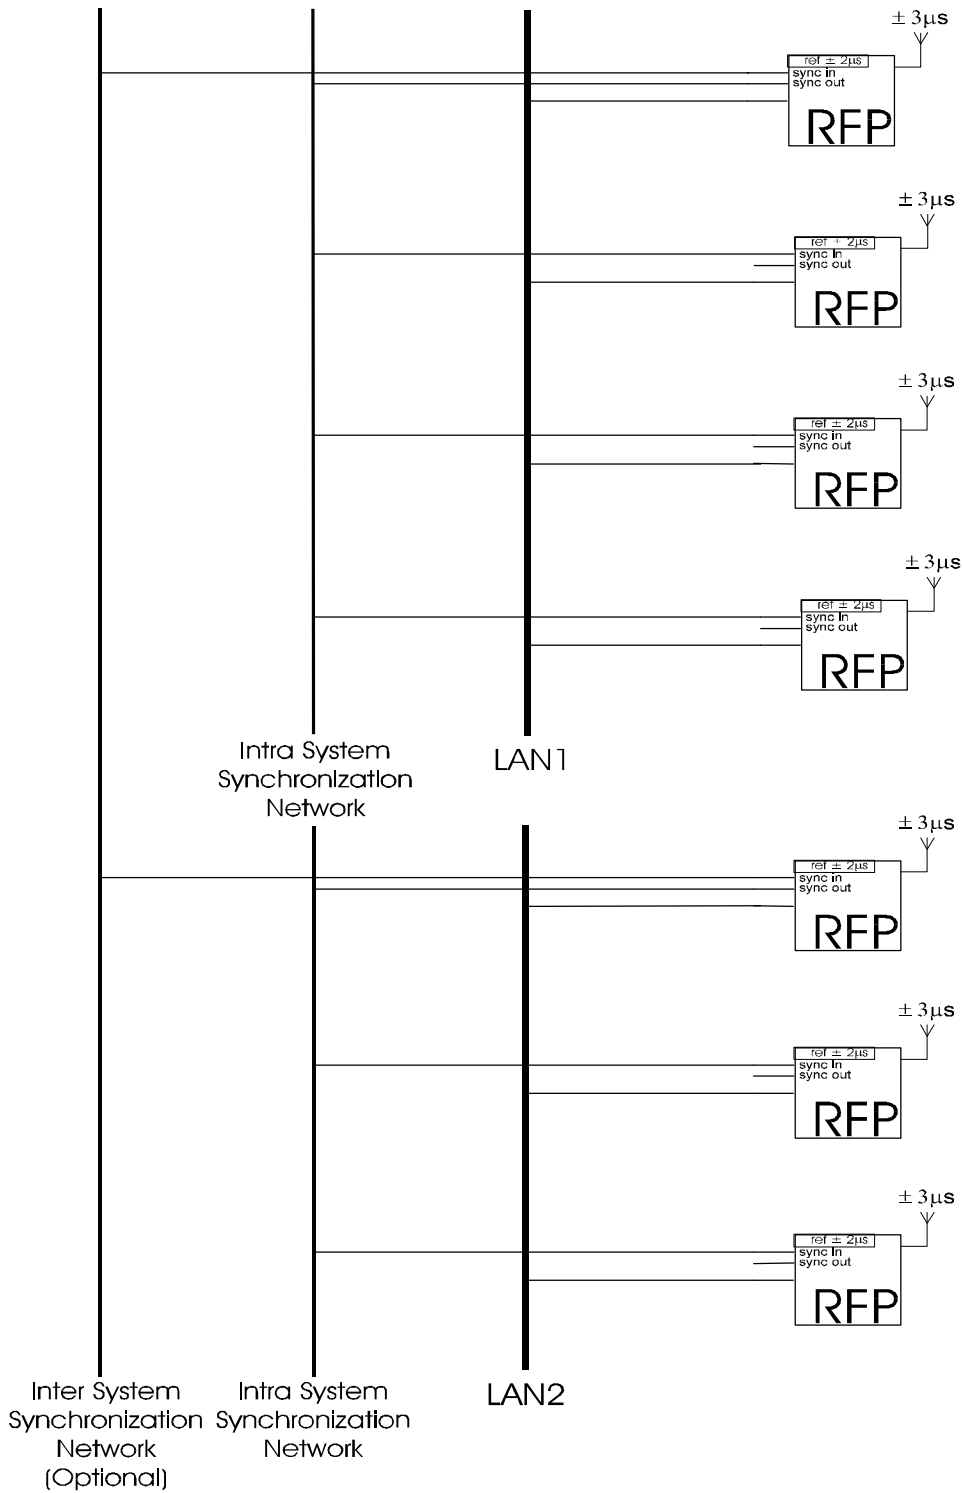 ± 3µs
ref ± 2µs
sync in
sync out
RFP
± 3µs
ref + 2µs
sync in
sync out
RFP
± 3µs
ref ± 2µs
sync in
sync out
RFP
± 3µs
ref ± 2µs
sync in
sync out
RFP
Intra System
Synchronization
Network
LAN1
± 3µs
ref ± 2µs
sync in
sync out
RFP
± 3µs
ref ± 2µs
sync in
sync out
RFP
± 3µs
ref ± 2µs
sync in
sync out
RFP
Inter System
Synchronization
Network
(Optional)
Intra System
Synchronization
Network
LAN2